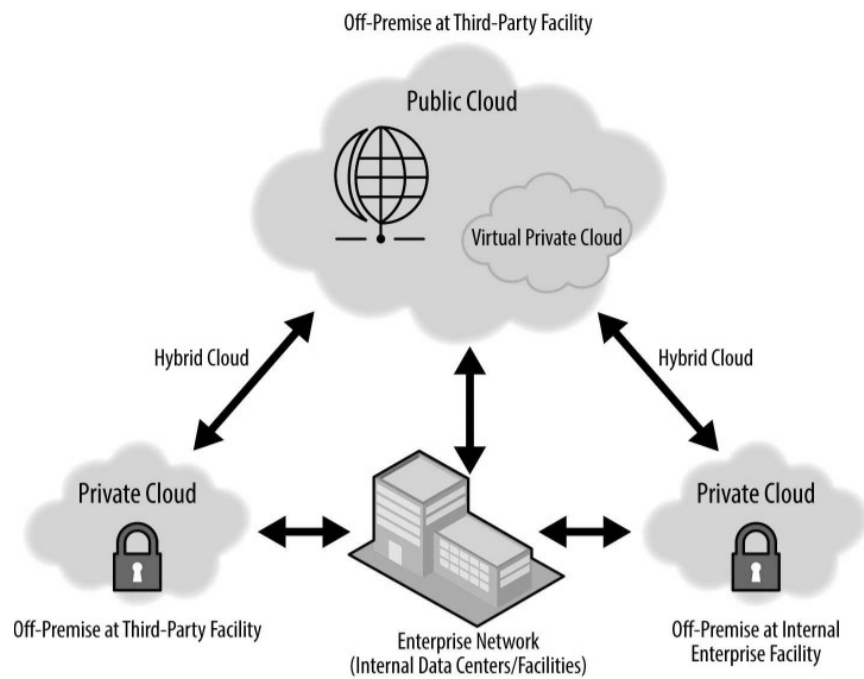 Off-Premise at Third-Party Facility
Public Cloud
Virtual Private Cloud
Hybrid Cloud
Hybrid Cloud
Private Cloud
Private Cloud
Off-Premise at Third-Party Facility
Enterprise Network
(Internal Data Centers/Facilities)
Off-Premise at Internal
Enterprise Facility